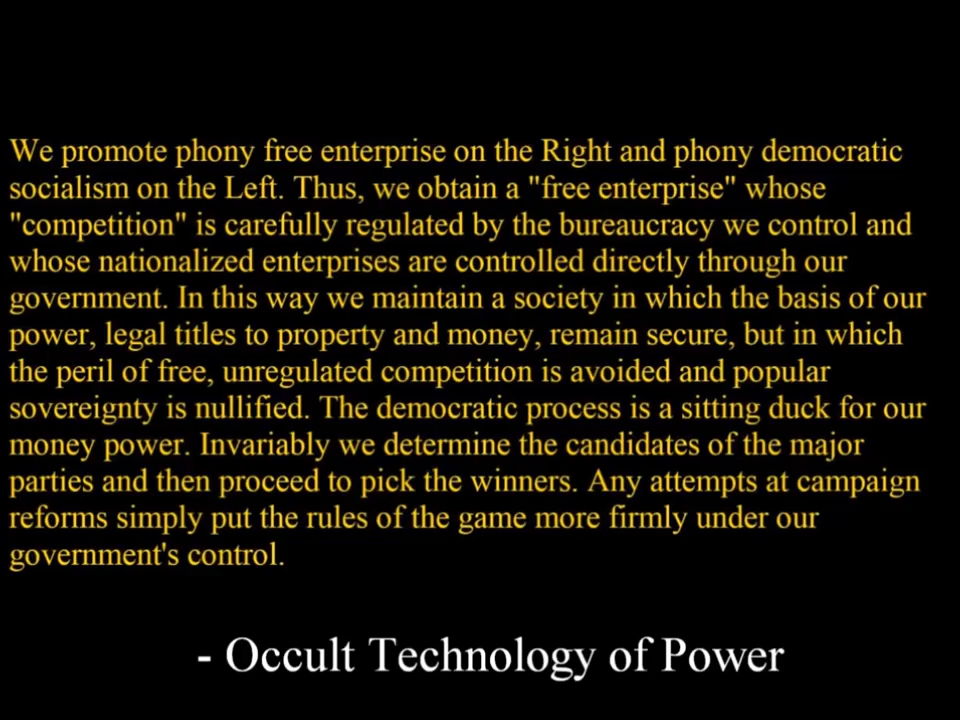 We promote phony free enterprise on the Right and phony democratic
socialism on the Left. Thus, we obtain a "free enterprise" whose
"competition" is carefully regulated by the bureaucracy we control and
whose nationalized enterprises are controlled directly through our
government. In this way we maintain a society in which the basis of our
power, legal titles to property and money, remain secure, but in which
the peril of free, unregulated competition is avoided and popular
sovereignty is nullified. The democratic process is a sitting duck for our
money power. Invariably we determine the candidates of the major
parties and then proceed to pick the winners. Any attempts at campaign
reforms simply put the rules of the game more firmly under our
government's control.
- Occult Technology of Power